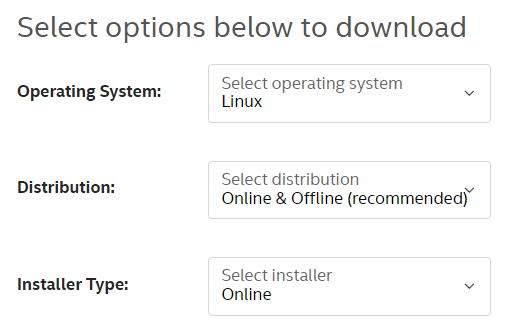 Select options below to download
Operating System:
Select operating system
Linux
Distribution:
Select distribution
Online & Offline (recommended)
Installer Type:
Select installer
Online